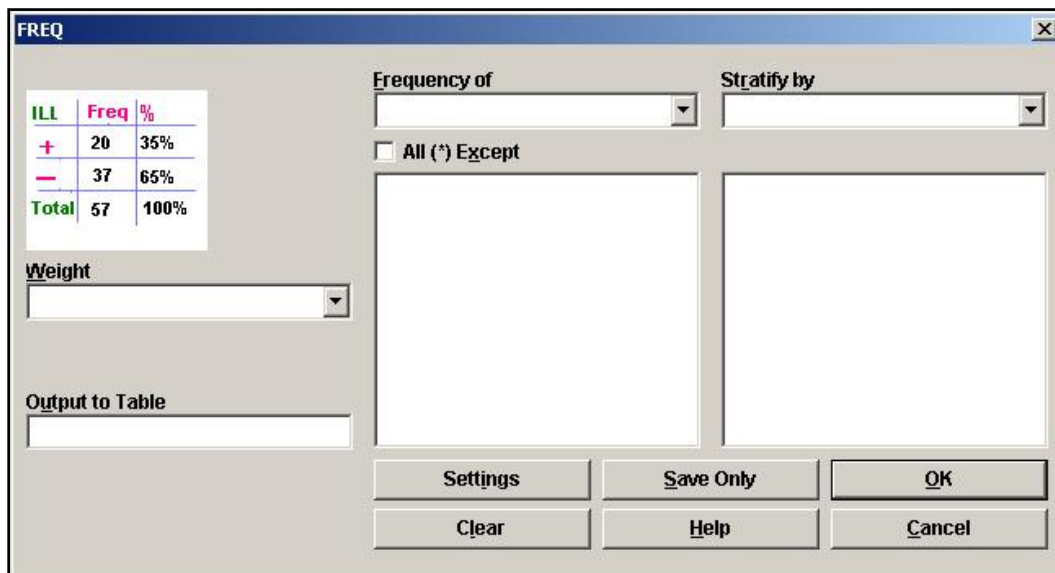 FREQ
ILL Freq %
+ 20 35%
— 37 65%
Total 57 100%
Weight
Output to Table
Frequency of
All (*) Except
Stratify by
Settings Save Only OK
Clear Help Cancel